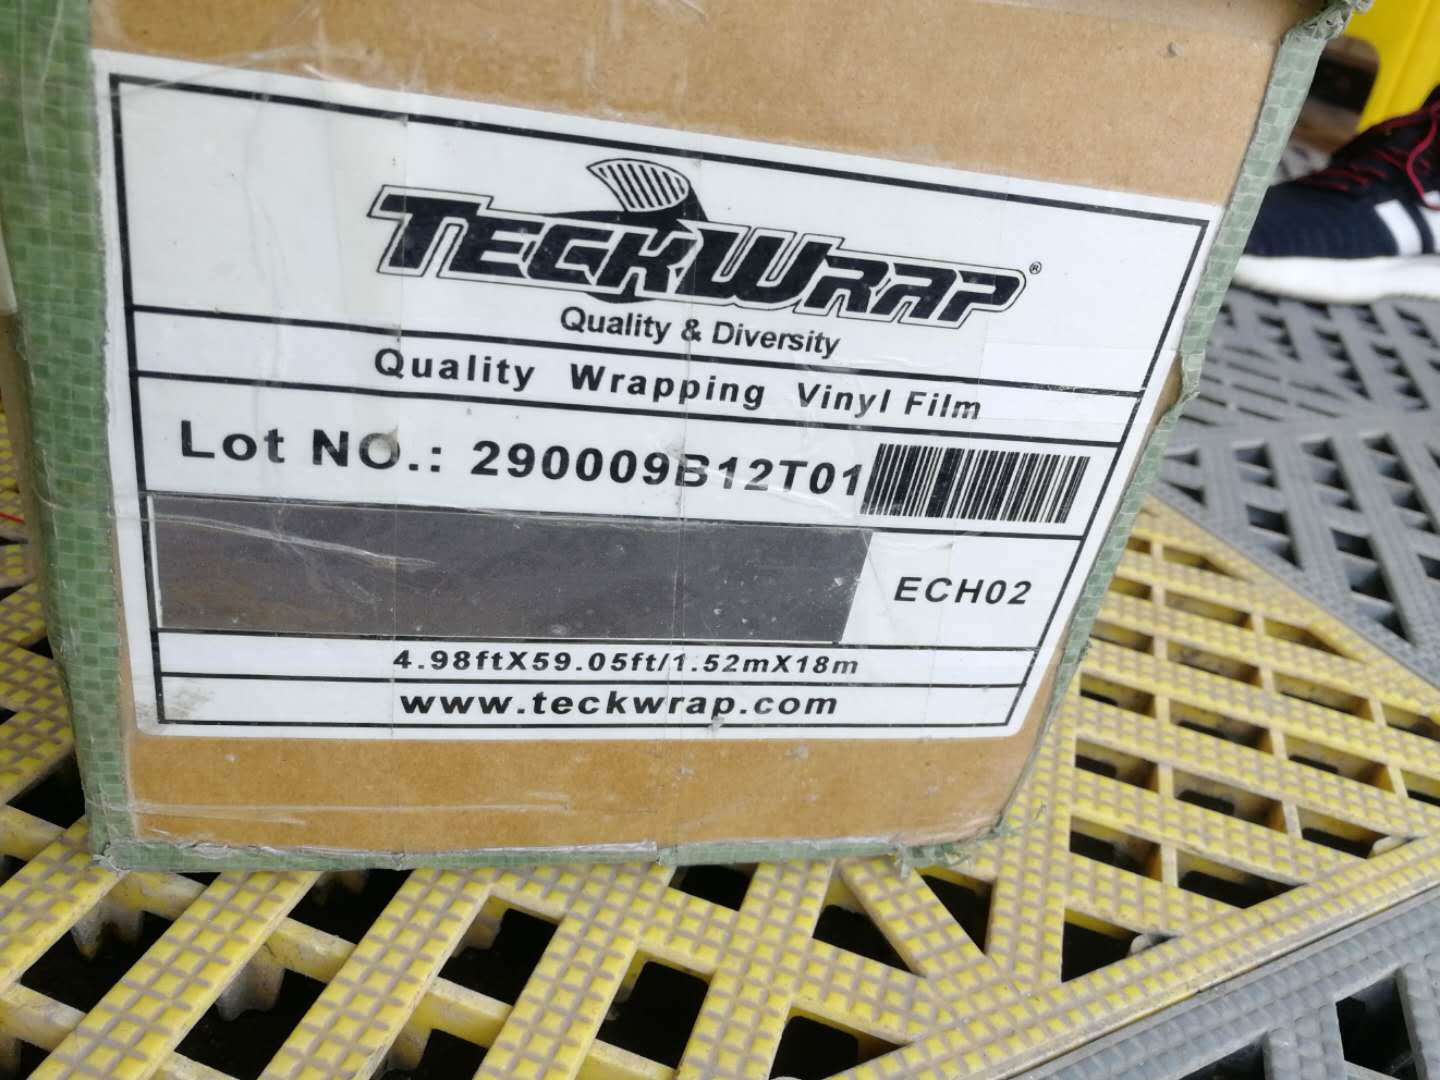 TECKWRAP®
Quality & Diversity
Quality Wrapping Vinyl Film
Lot NO.: 290009B12T01
ECH02
4.98ftX59.05ft/1.52mX18m
www.teckwrap.com